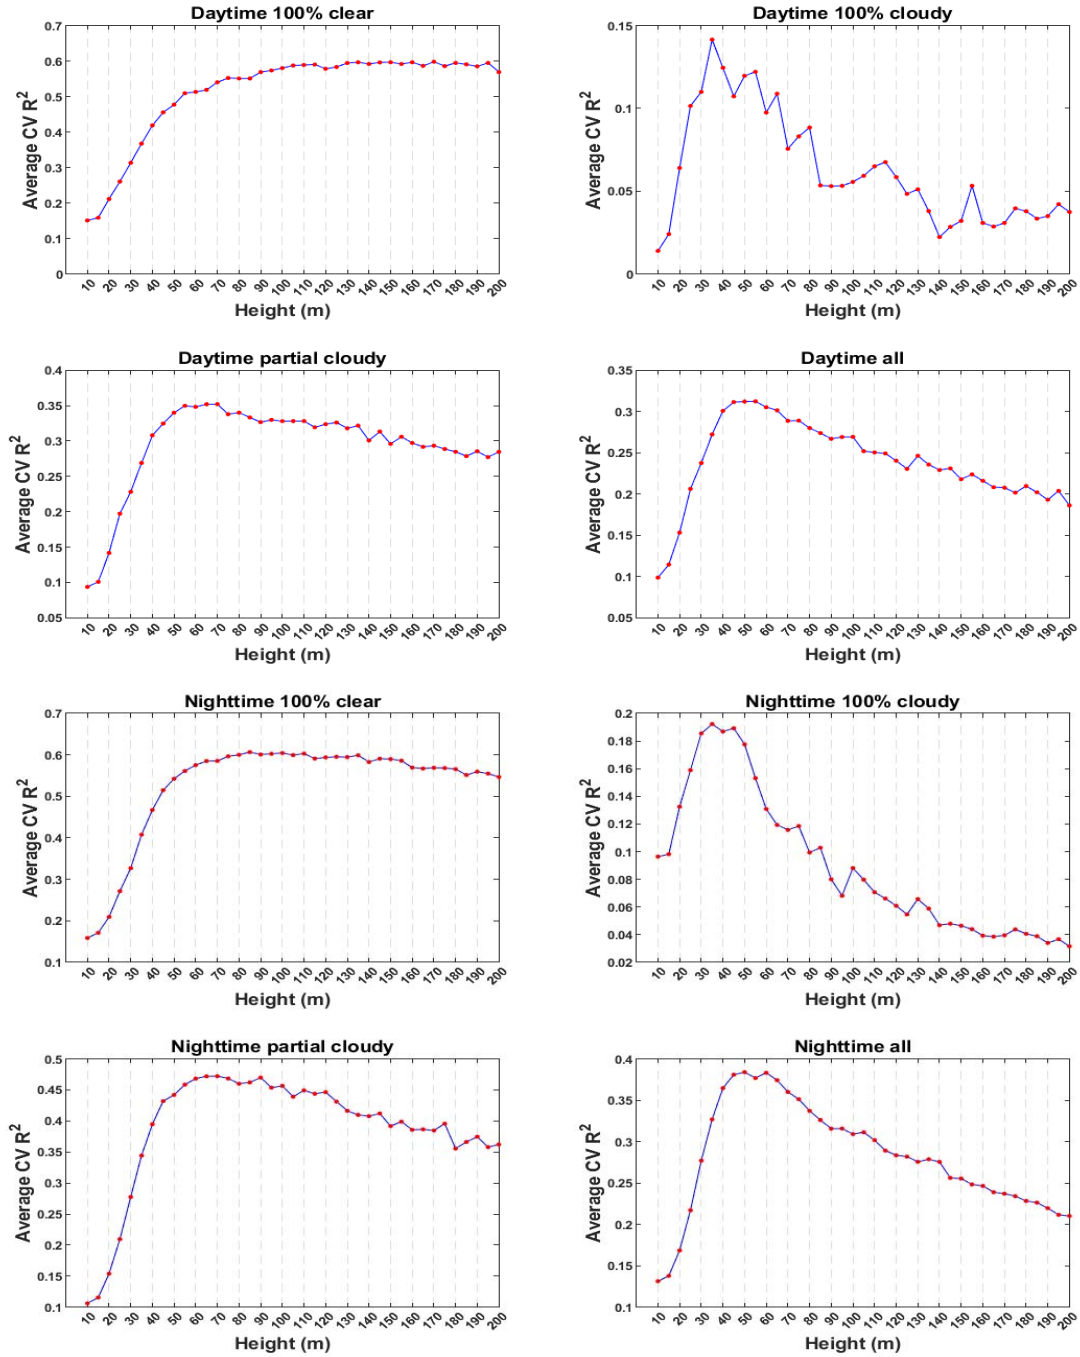 Daytime 100% clear
Average CV R2
0.7
0.6
0.5
0.4
0.3
0.2
0.1
0
10 20 30 40 50 60 70 80 90 100 110 120 130 140 150 160 170 180 190 200
Height (m)
Daytime 100% cloudy
Average CV R2
0.15
0.1
0.05
0
10 20 30 40 50 60 70 80 90 100 110 120 130 140 150 160 170 180 190 200
Height (m)
Daytime partial cloudy
Average CV R2
0.4
0.35
0.3
0.25
0.2
0.15
0.1
0.05
10 20 30 40 50 60 70 80 90 100 110 120 130 140 150 160 170 180 190 200
Height (m)
Daytime all
Average CV R2
0.35
0.3
0.25
0.2
0.15
0.1
0.05
10 20 30 40 50 60 70 80 90 100 110 120 130 140 150 160 170 180 190 200
Height (m)
Nighttime 100% clear
Average CV R2
0.7
0.6
0.5
0.4
0.3
0.2
0.1
10 20 30 40 50 60 70 80 90 100 110 120 130 140 150 160 170 180 190 200
Height (m)
Nighttime 100% cloudy
Average CV R2
0.2
0.18
0.16
0.14
0.12
0.1
0.08
0.06
0.04
0.02
10 20 30 40 50 60 70 80 90 100 110 120 130 140 150 160 170 180 190 200
Height (m)
Nighttime partial cloudy
Average CV R2
0.5
0.45
0.4
0.35
0.3
0.25
0.2
0.15
0.1
10 20 30 40 50 60 70 80 90 100 110 120 130 140 150 160 170 180 190 200
Height (m)
Nighttime all
Average CV R2
0.4
0.35
0.3
0.25
0.2
0.15
0.1
10 20 30 40 50 60 70 80 90 100 110 120 130 140 150 160 170 180 190 200
Height (m)